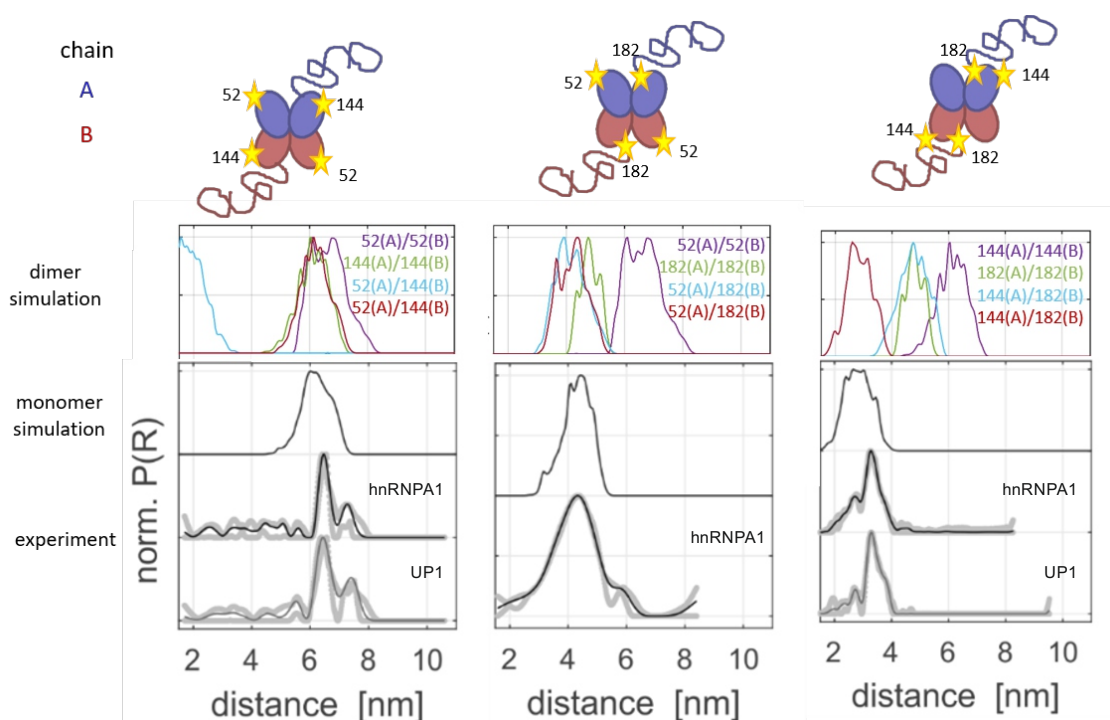 chain
A
B
52
144
144
52
182
52
52
182
182
144
144
182
dimer
simulation
52(A)/52(B)
144(A)/144(B)
52(A)/144(B)
52(A)/144(B)
52(A)/52(B)
182(A)/182(B)
52(A)/182(B)
52(A)/182(B)
144(A)/144(B)
182(A)/182(B)
144(A)/182(B)
144(A)/182(B)
monomer
simulation
experiment
norm. P(R)
hnRNPA1
UP1
hnRNPA1
hnRNPA1
UP1
2 4 6 8 10
distance [nm]
2 4 6 8 10
distance [nm]
2 4 6 8 10
distance [nm]